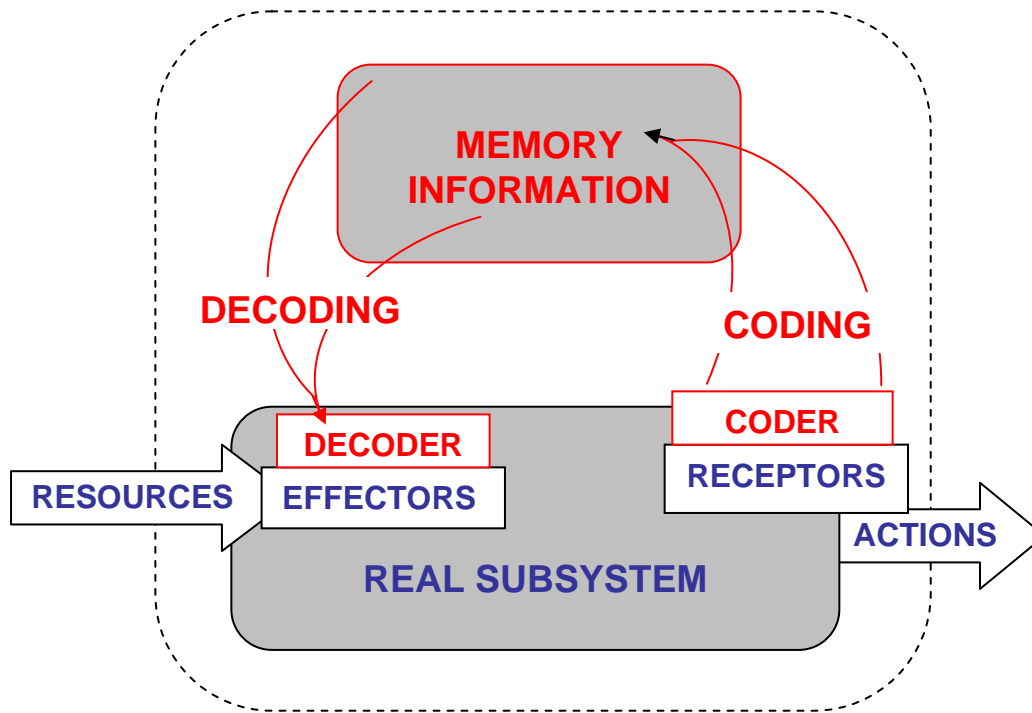 MEMORY
INFORMATION
DECODING
CODING
DECODER
CODER
RESOURCES
EFFECTORS
RECEPTORS
ACTIONS
REAL SUBSYSTEM